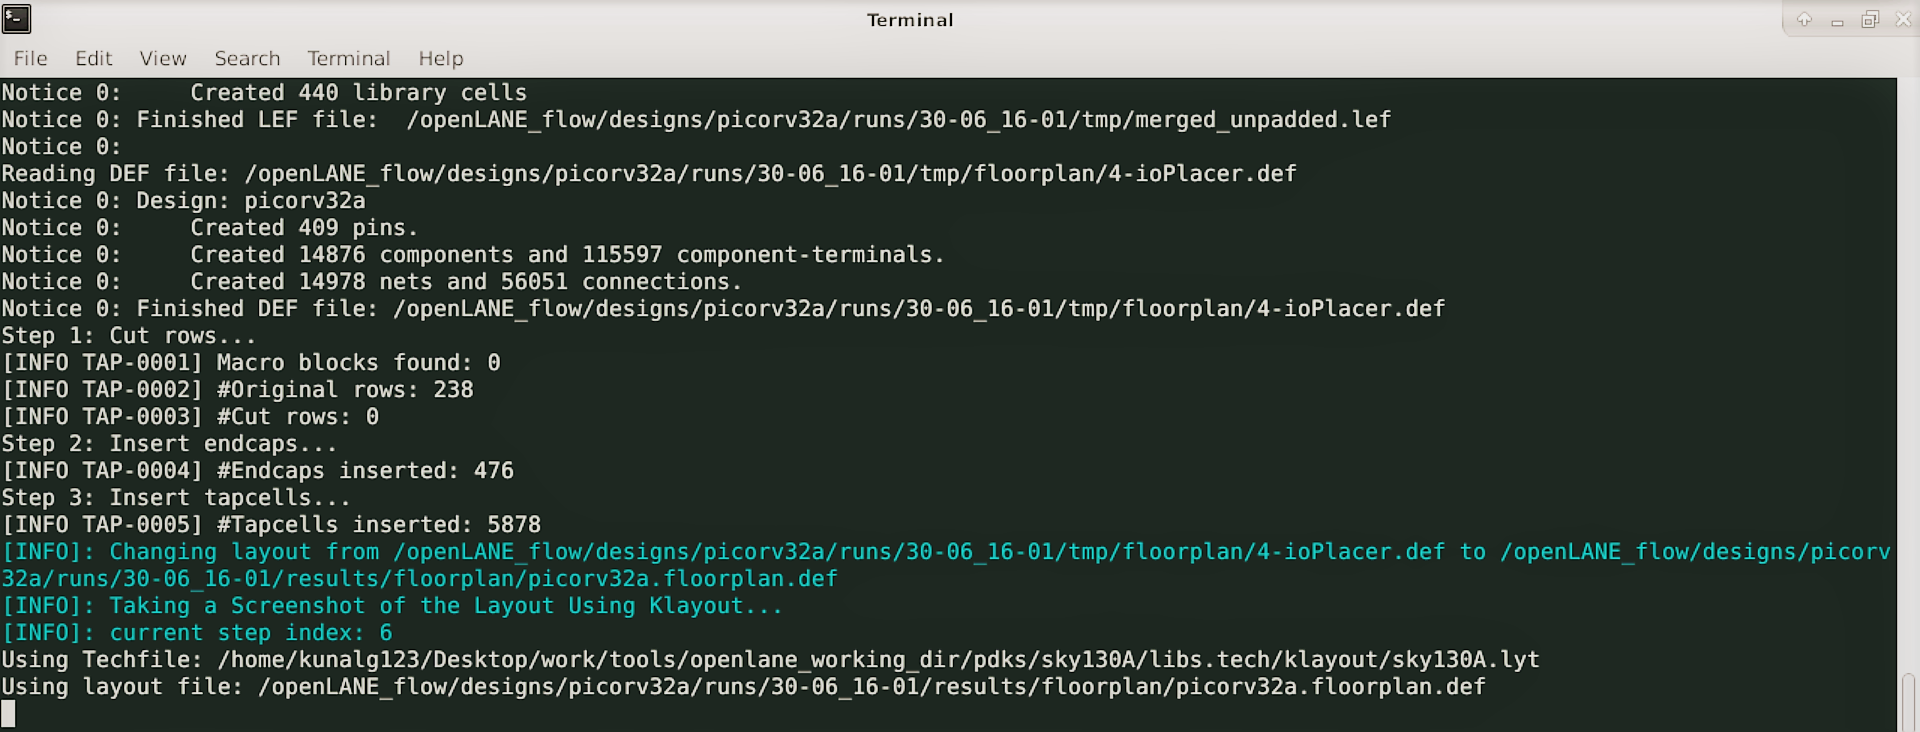 Terminal
File Edit View Search Terminal Help
Notice 0:     Created 440 library cells
Notice 0: Finished LEF file:  /openLANE_flow/designs/picorv32a/runs/30-06_16-01/tmp/merged_unpadded.lef
Notice 0:
Reading DEF file: /openLANE_flow/designs/picorv32a/runs/30-06_16-01/tmp/floorplan/4-ioPlacer.def
Notice 0: Design: picorv32a
Notice 0:     Created 409 pins.
Notice 0:     Created 14876 components and 115597 component-terminals.
Notice 0:     Created 14978 nets and 56051 connections.
Notice 0: Finished DEF file: /openLANE_flow/designs/picorv32a/runs/30-06_16-01/tmp/floorplan/4-ioPlacer.def
Step 1: Cut rows...
[INFO TAP-0001] Macro blocks found: 0
[INFO TAP-0002] #Original rows: 238
[INFO TAP-0003] #Cut rows: 0
Step 2: Insert endcaps...
[INFO TAP-0004] #Endcaps inserted: 476
Step 3: Insert tapcells...
[INFO TAP-0005] #Tapcells inserted: 5878
[INFO]: Changing layout from /openLANE_flow/designs/picorv32a/runs/30-06_16-01/tmp/floorplan/4-ioPlacer.def to /openLANE_flow/designs/picorv
32a/runs/30-06_16-01/results/floorplan/picorv32a.floorplan.def
[INFO]: Taking a Screenshot of the Layout Using Klayout...
[INFO]: current step index: 6
Using Techfile: /home/kunalg123/Desktop/work/tools/openlane_working_dir/pdks/sky130A/libs.tech/klayout/sky130A.lyt
Using layout file: /openLANE_flow/designs/picorv32a/runs/30-06_16-01/results/floorplan/picorv32a.floorplan.def